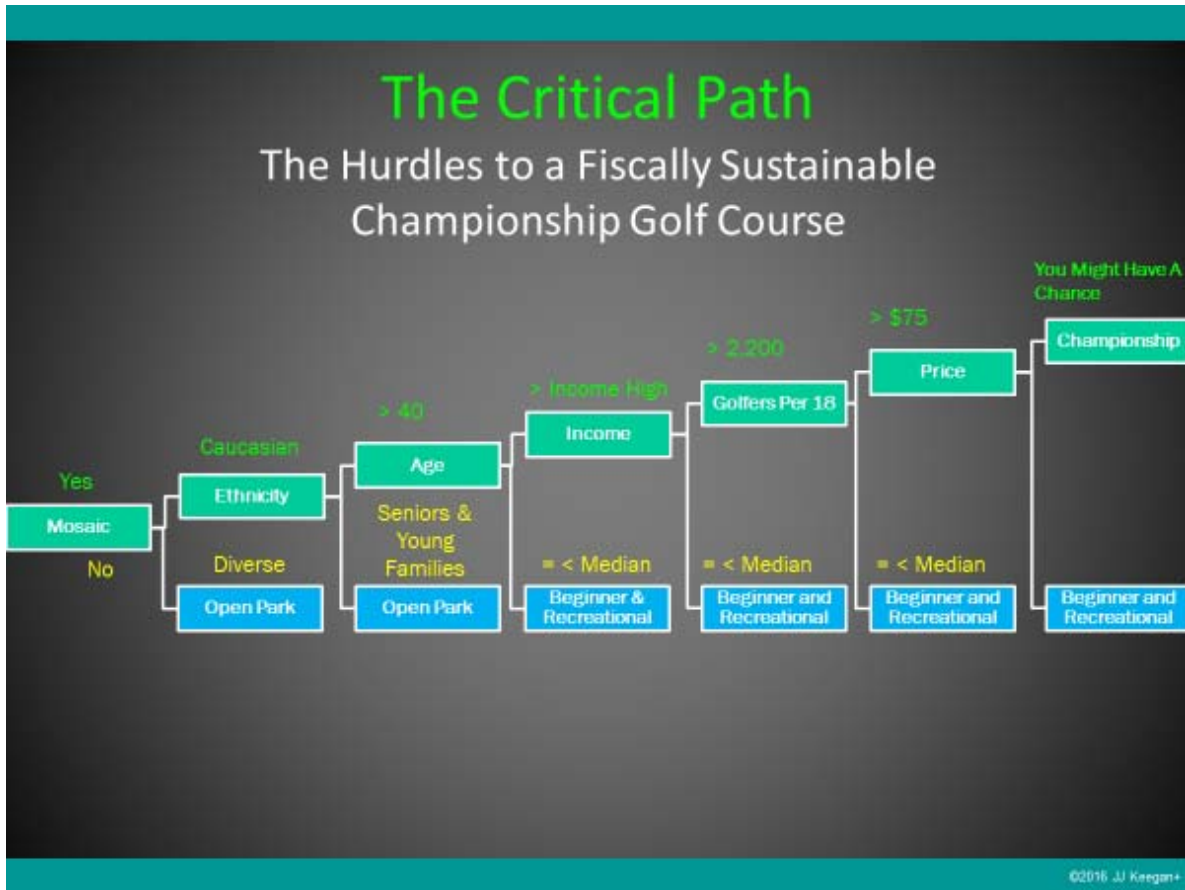 The Critical Path
The Hurdles to a Fiscally Sustainable
Championship Golf Course
You Might Have A
Chance
Championship
> $75
Price
> 2,200
Golfers Per 18
> Income High
Income
> 40
Age
Caucasian
Ethnicity
Yes
Mosaic
No
Diverse
Open Park
Seniors &
Young
Families
Open Park
= < Median
Beginner &
Recreational
= < Median
Beginner and
Recreational
= < Median
Beginner and
Recreational
Beginner and
Recreational
©2016 JJ Keegan+